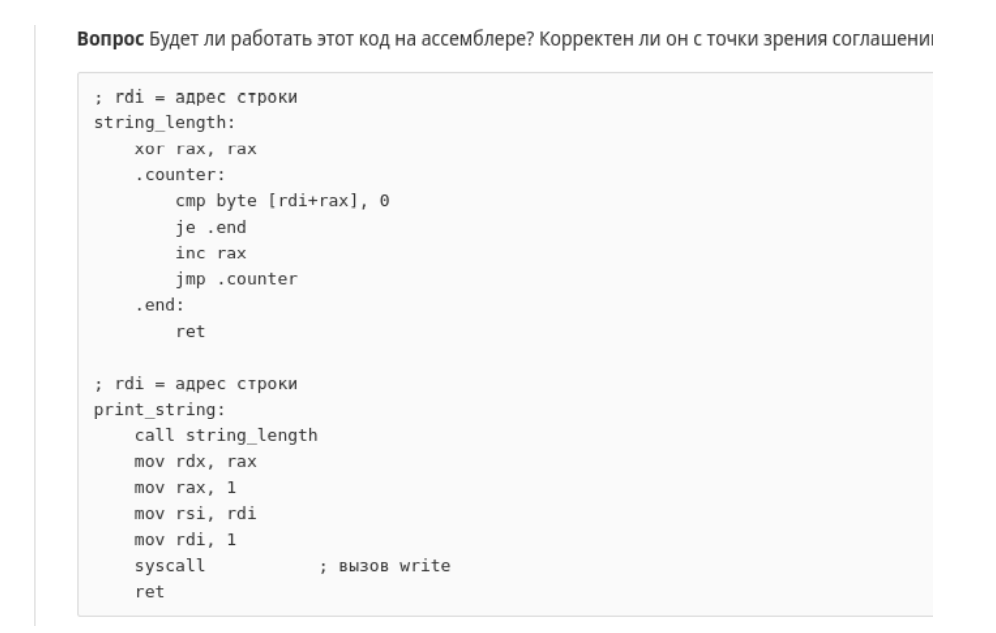 Вопрос Будет ли работать этот код на ассемблере? Корректен ли он с точки зрения
; rdi = адрес строки
string_length:
    xor rax, rax
    .counter:
        cmp byte [rdi+rax], 0
        je .end
        inc rax
        jmp .counter
    .end:
        ret

; rdi = адрес строки
print_string:
    call string_length
    mov rdx, rax
    mov rax, 1
    mov rsi, rdi
    mov rdi, 1
    syscall           ; вызов write
    ret